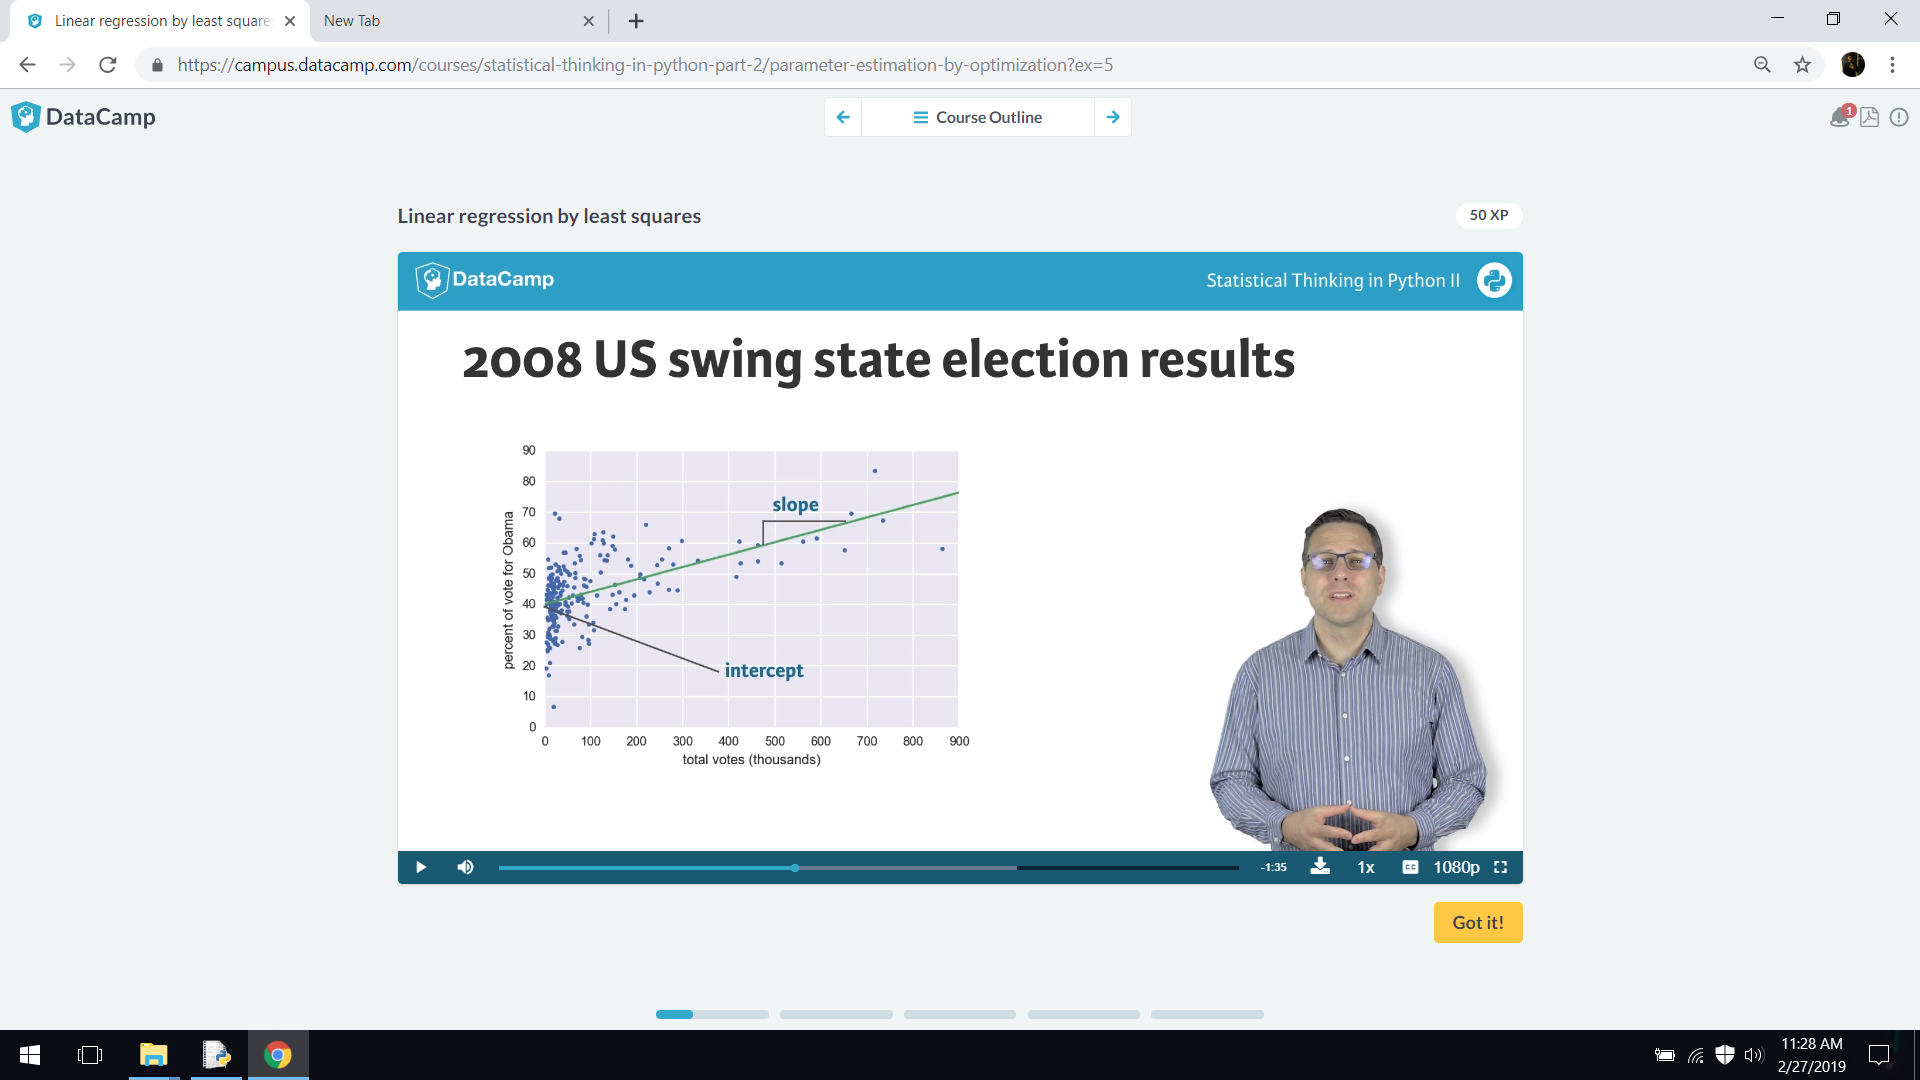 Linear regression by least square
New Tab
https://campus.datacamp.com/courses/statistical-thinking-in-python-part-2/parameter-estimation-by-optimization?ex=5
DataCamp
Course Outline
1
Linear regression by least squares
50 XP
DataCamp
Statistical Thinking in Python II
2008 US swing state election results
90
80
70
60
50
40
30
20
10
0
percent of vote for Obama
slope
intercept
0 100 200 300 400 500 600 700 800 900
total votes (thousands)
-1:35
1x
CC
1080p
Got it!
11:28 AM
2/27/2019